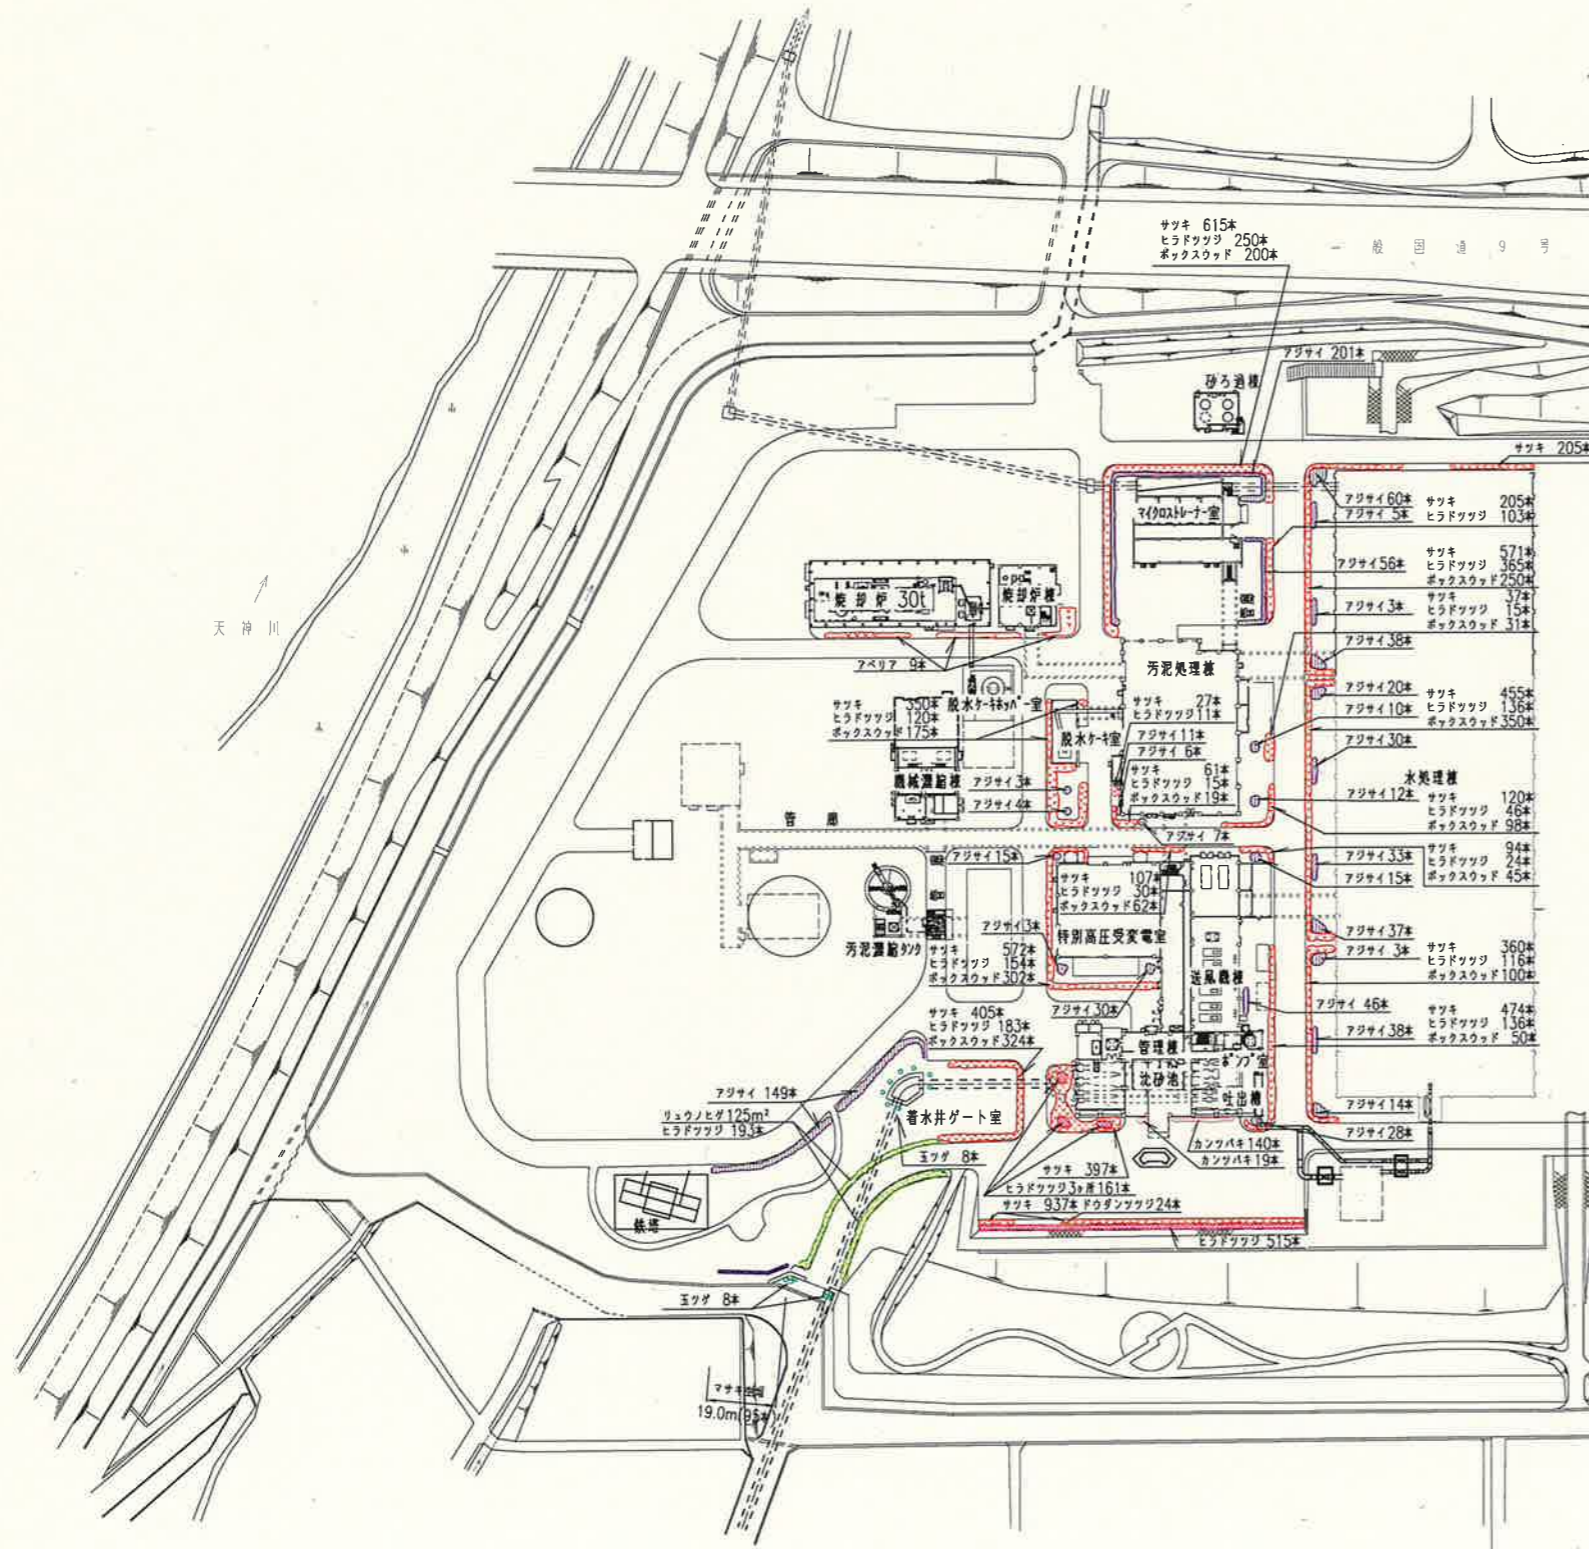 サツキ 615本
ヒラドツツジ 250本
ボックスウッド 200本
一般国道9号
アジサイ 201本
砂ろ過棟
サツキ 205本
マイクロストレーナー室
アジサイ 60本
アジサイ 5本
サツキ 205本
ヒラドツツジ 103本
アジサイ 56本
サツキ 571本
ヒラドツツジ 365本
ボックスウッド 250本
焼却炉 30t
焼却炉棟
アジサイ 3本
サツキ 37本
ヒラドツツジ 15本
ボックスウッド 31本
天神川
アジサイ 38本
アベリア 9本
汚泥処理棟
アジサイ 20本
アジサイ 10本
サツキ 455本
ヒラドツツジ 136本
ボックスウッド 350本
サツキ 350本
ヒラドツツジ 120本
ボックスウッド 175本
脱水ケーキホッパー室
サツキ 27本
ヒラドツツジ 11本
脱水ケーキ室
アジサイ 11本
アジサイ 6本
アジサイ 30本
機械濃縮棟
アジサイ 3本
アジサイ 4本
サツキ 61本
ヒラドツツジ 15本
ボックスウッド 19本
水処理棟
アジサイ 12本
サツキ 120本
ヒラドツツジ 46本
ボックスウッド 98本
管廊
アジサイ 7本
アジサイ 15本
アジサイ 33本
アジサイ 15本
サツキ 94本
ヒラドツツジ 24本
ボックスウッド 45本
サツキ 107本
ヒラドツツジ 30本
ボックスウッド 62本
アジサイ 3本
特別高圧受変電室
アジサイ 37本
アジサイ 3本
サツキ 360本
ヒラドツツジ 116本
ボックスウッド 100本
汚泥濃縮タンク
サツキ 572本
ヒラドツツジ 154本
ボックスウッド 302本
送風機棟
アジサイ 30本
アジサイ 46本
サツキ 405本
ヒラドツツジ 183本
ボックスウッド 324本
アジサイ 38本
サツキ 474本
ヒラドツツジ 136本
ボックスウッド 50本
管理棟
ポンプ室
沈砂池
門
吐出槽
アジサイ 149本
リュウノヒゲ 125m²
ヒラドツツジ 193本
着水井ゲート室
アジサイ 14本
アジサイ 28本
カンツバキ 140本
カンツバキ 19本
玉ツゲ 8本
サツキ 397本
ヒラドツツジ3ヶ所 161本
サツキ 937本 ドウダンツツジ 24本
鉄塔
ヒラドツツジ 515本
玉ツゲ 8本
19.0m(95本)